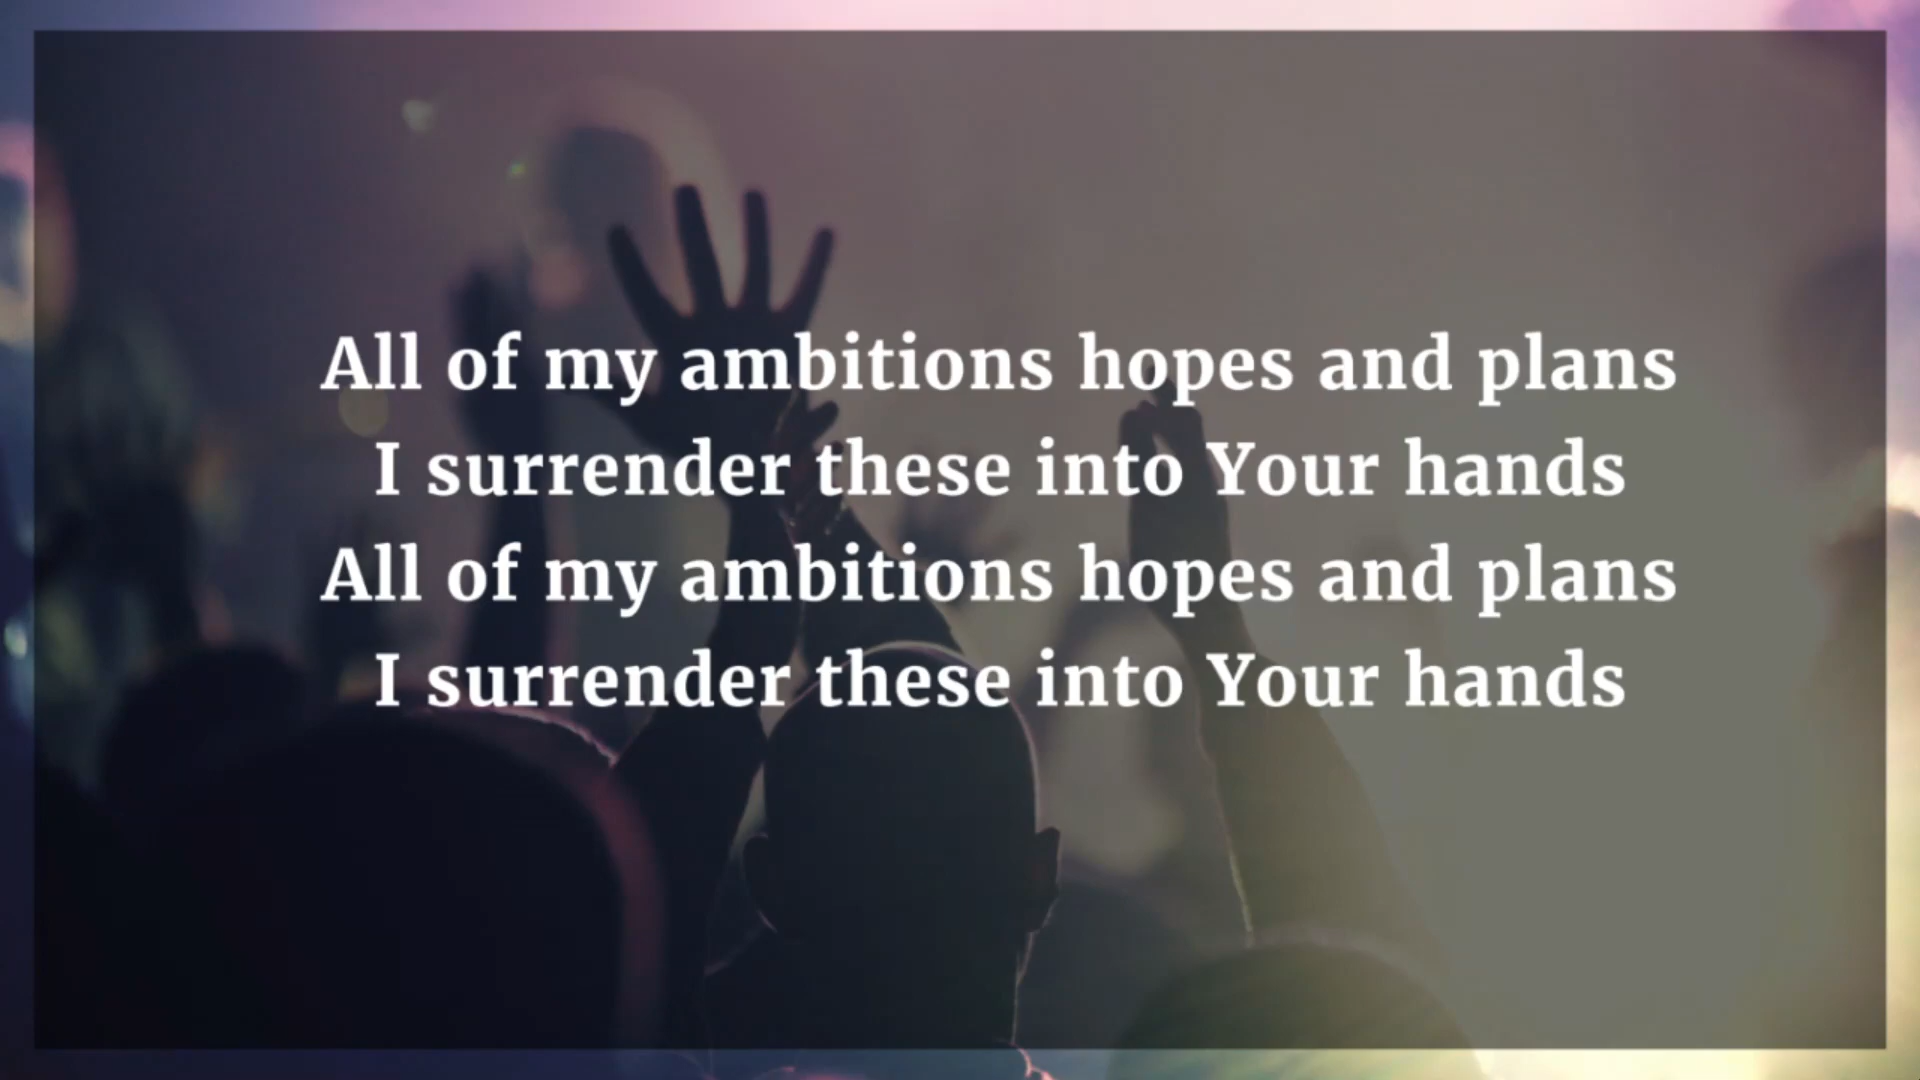 All of my ambitions hopes and plans
I surrender these into Your hands
All of my ambitions hopes and plans
I surrender these into Your hands